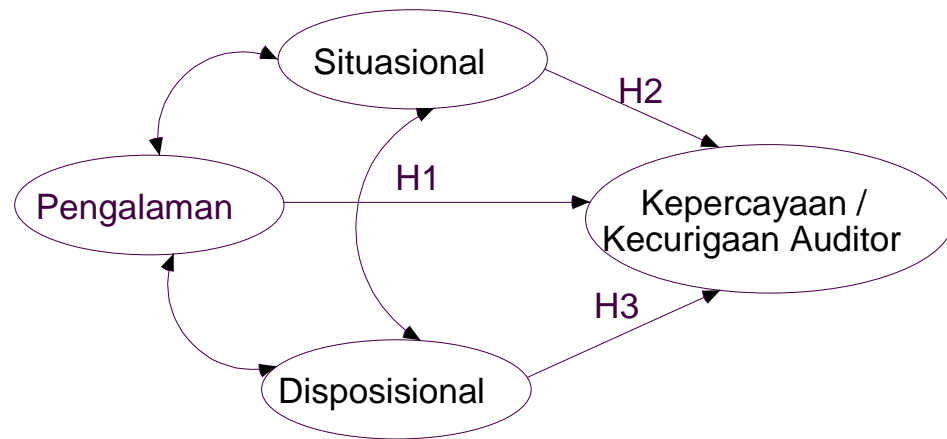 Situasional
H2
H1
Pengalaman
Kepercayaan /
Kecurigaan Auditor
H3
Disposisional